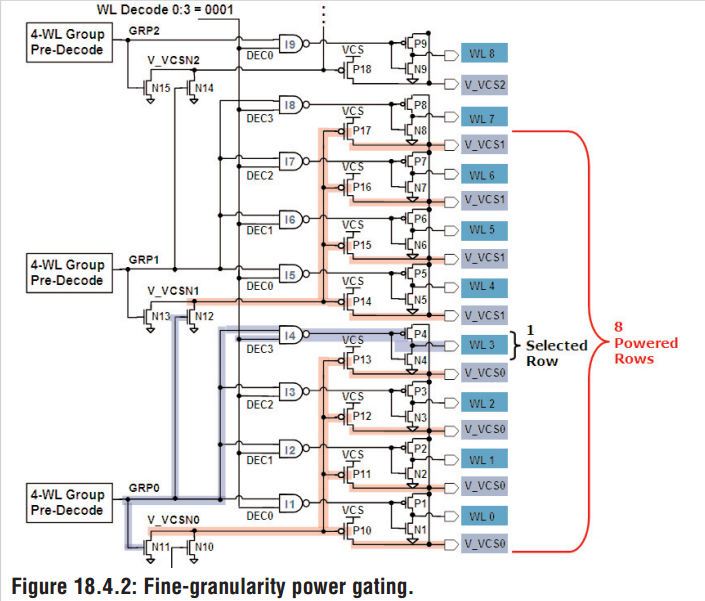 WL Decode 0:3 = 0001
4-WL Group
Pre-Decode
GRP2
I9
DEC0
P9
N9
WL 8
V_VCSN2
VCS
P18
V_VCS2
N15
N14
I8
DEC3
P8
N8
WL 7
VCS
P17
V_VCS1
I7
DEC2
P7
N7
WL 6
VCS
P16
V_VCS1
I6
DEC1
P6
N6
WL 5
VCS
P15
V_VCS1
4-WL Group
Pre-Decode
GRP1
I5
DEC0
P5
N5
WL 4
V_VCSN1
VCS
P14
V_VCS1
N13
N12
I4
DEC3
P4
N4
WL 3
1
Selected
Row
8
Powered
Rows
VCS
P13
V_VCS0
I3
DEC2
P3
N3
WL 2
VCS
P12
V_VCS0
I2
DEC1
P2
N2
WL 1
VCS
P11
V_VCS0
4-WL Group
Pre-Decode
GRP0
I1
DEC0
P1
N1
WL 0
V_VCSN0
VCS
P10
V_VCS0
N11
N10
Figure 18.4.2: Fine-granularity power gating.